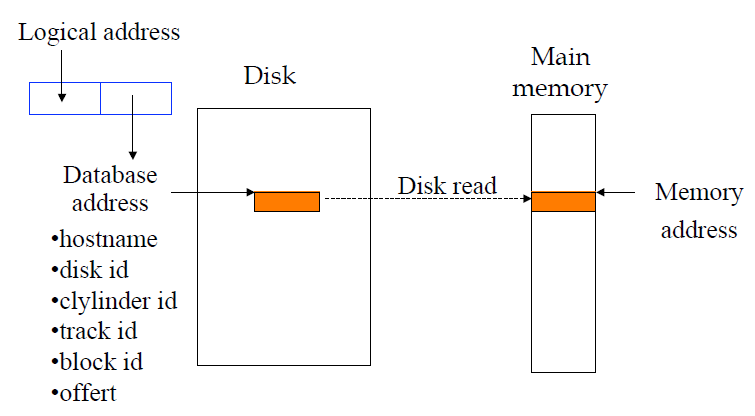 Logical address
Disk
Main
memory
Database
address
•hostname
•disk id
•clylinder id
•track id
•block id
•offert
Disk read
Memory
address